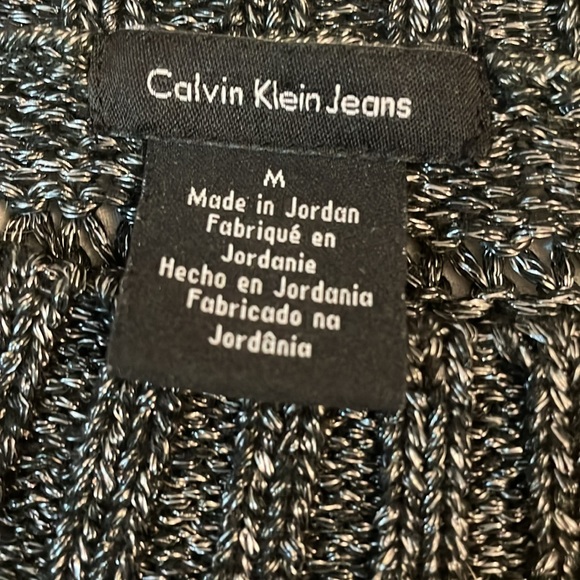 Calvin Klein Jeans
M
Made in Jordan
Fabriqué en
Jordanie
Hecho en Jordania
Fabricado na
Jordânia